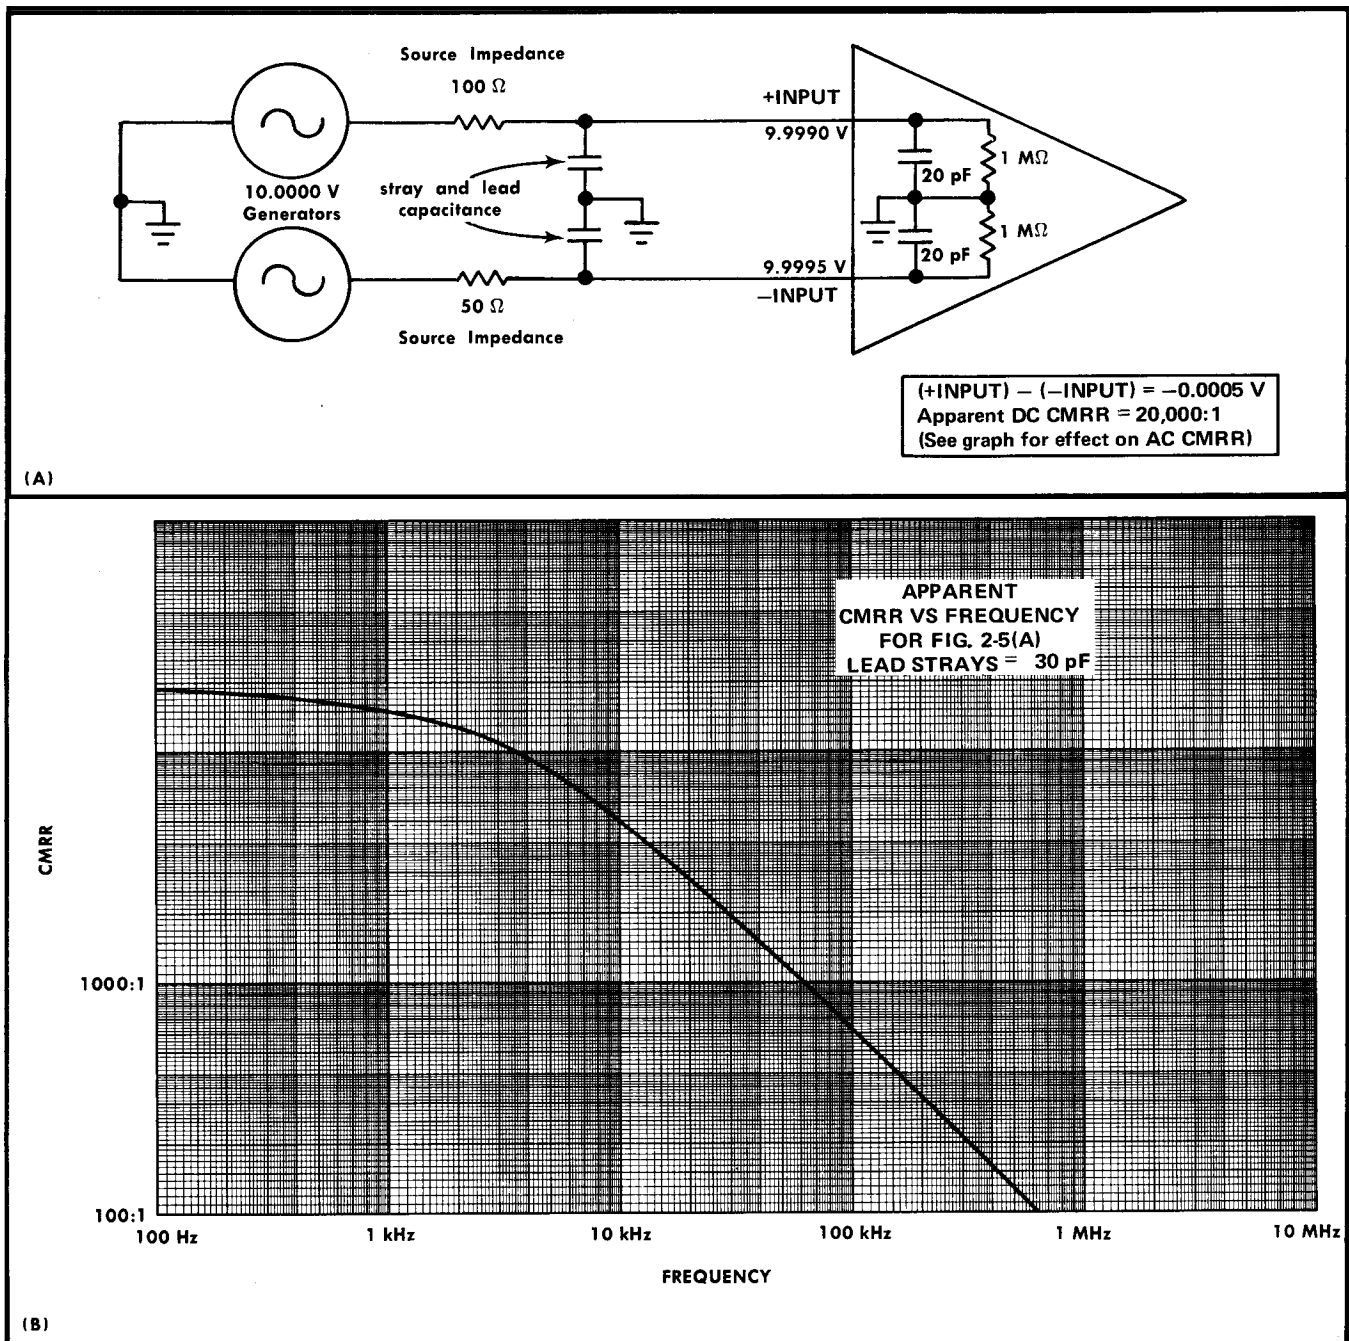 Source Impedance
100 Ω
+INPUT
9.9990 V
1 MΩ
20 pF
stray and lead
capacitance
10.0000 V
Generators
1 MΩ
20 pF
9.9995 V
–INPUT
50 Ω
Source Impedance
(+INPUT) – (–INPUT) = –0.0005 V
Apparent DC CMRR = 20,000:1
(See graph for effect on AC CMRR)
(A)
APPARENT
CMRR VS FREQUENCY
FOR FIG. 2-5(A)
LEAD STRAYS = 30 pF
CMRR
1000:1
100:1
100 Hz
1 kHz
10 kHz
100 kHz
1 MHz
10 MHz
FREQUENCY
(B)